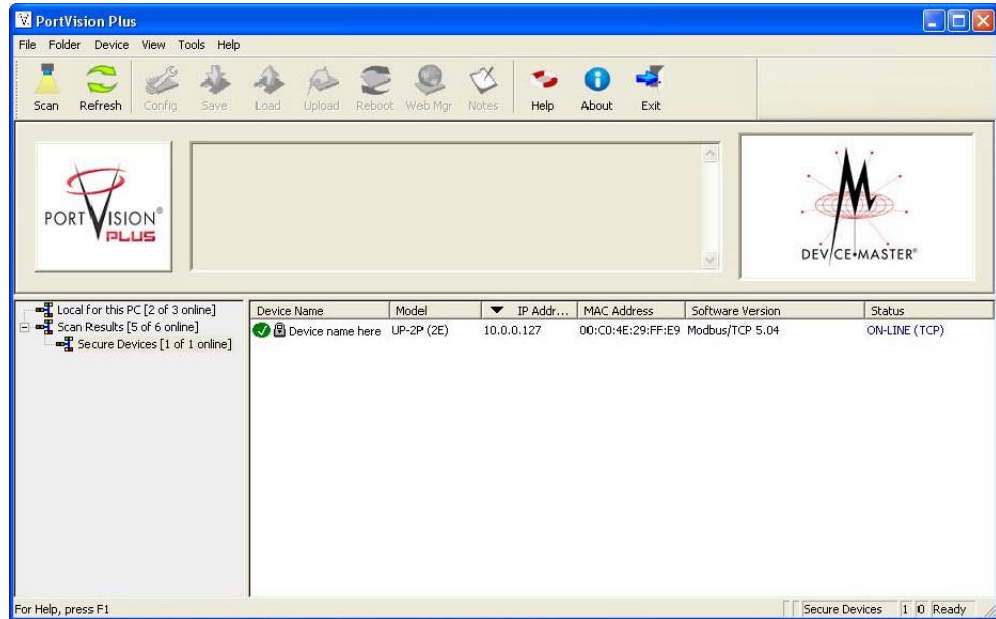 PortVision Plus
File Folder Device View Tools Help
Scan Refresh Config Save Load Upload Reboot Web Mgr Notes Help About Exit
PORT VISION®
PLUS
DEVICE•MASTER®
Local for this PC [2 of 3 online]
Scan Results [5 of 6 online]
Secure Devices [1 of 1 online]
Device Name Model IP Addr... MAC Address Software Version Status
Device name here UP-2P (2E) 10.0.0.127 00:C0:4E:29:FF:E9 Modbus/TCP 5.04 ON-LINE (TCP)
For Help, press F1
Secure Devices 1 0 Ready